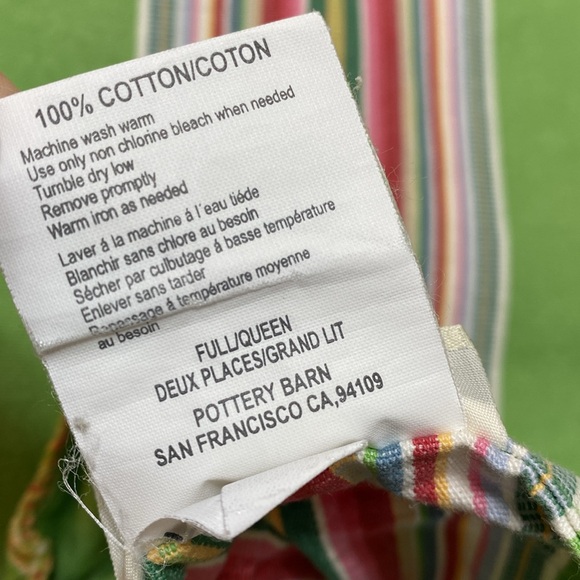 100% COTTON/COTON
Machine wash warm
Use only non chlorine bleach when needed
Tumble dry low
Remove promptly
Warm iron as needed
Laver á la machine à l'eau tiéde
Blanchir sans chlore au besoin
Sécher par culbutage á basse température
Enlever sans tarder
Repassage à température moyenne
au besoin
FULL/QUEEN
DEUX PLACES/GRAND LIT
POTTERY BARN
SAN FRANCISCO CA,94109